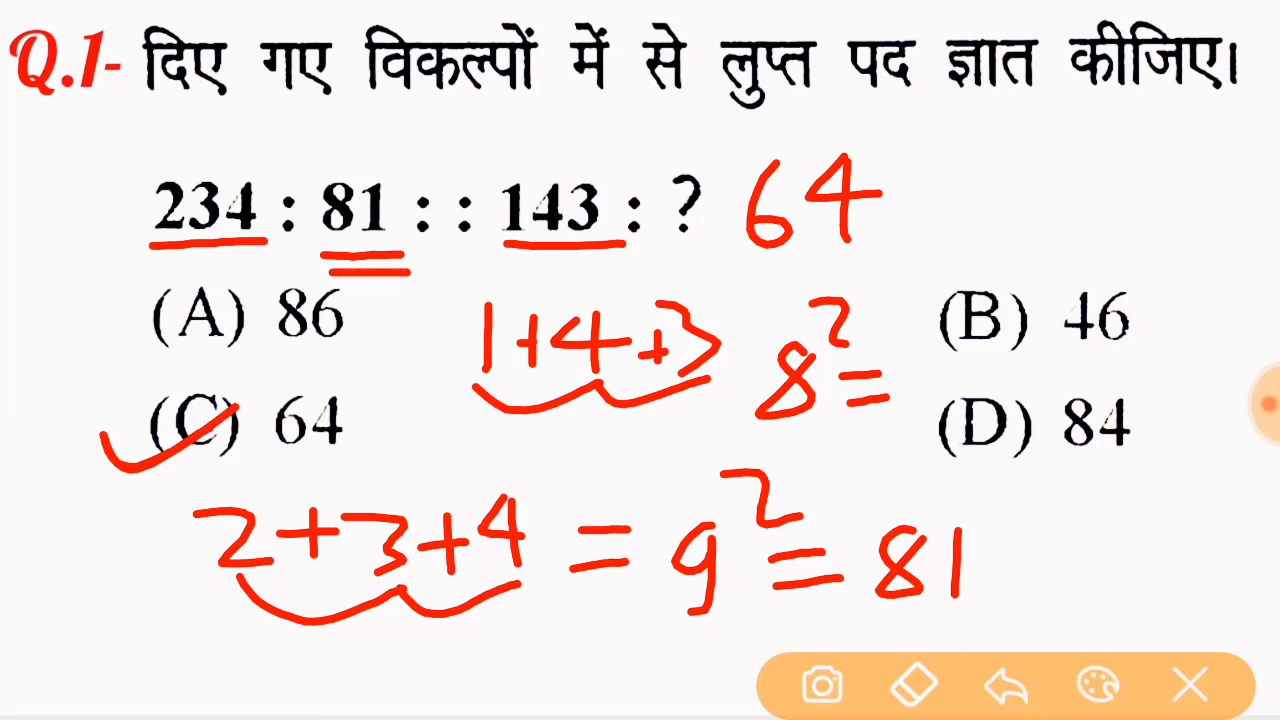 Q.1- दिए गए विकल्पों में से लुप्त पद ज्ञात कीजिए।
234 : 81 : : 143 : ? 64
(A) 86
(B) 46
1+4+3 8²=
(C) 64
(D) 84
2+3+4 = 9² = 81